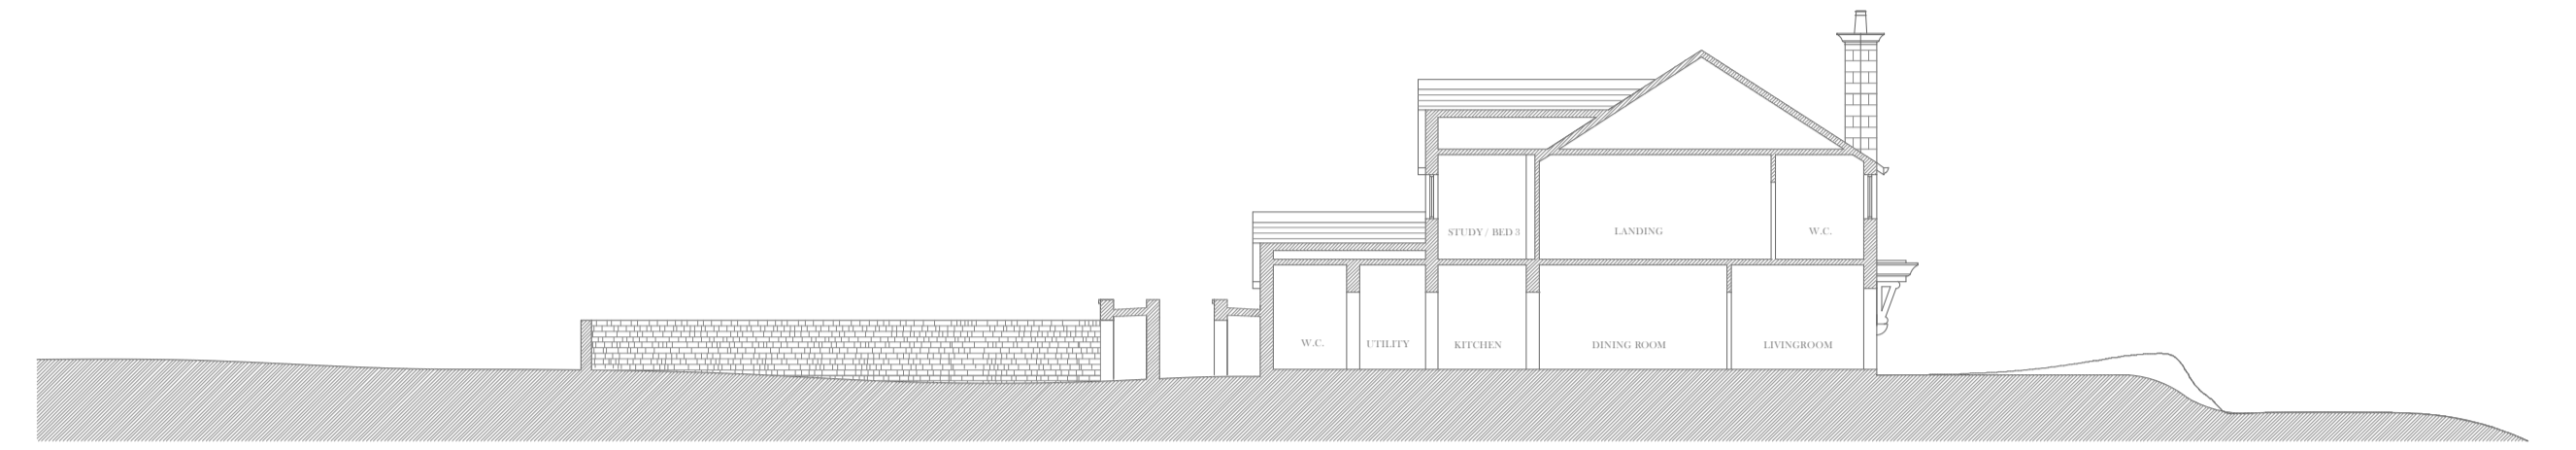 STUDY / BED 3
LANDING
W.C.
W.C.
UTILITY
KITCHEN
DINING ROOM
LIVINGROOM